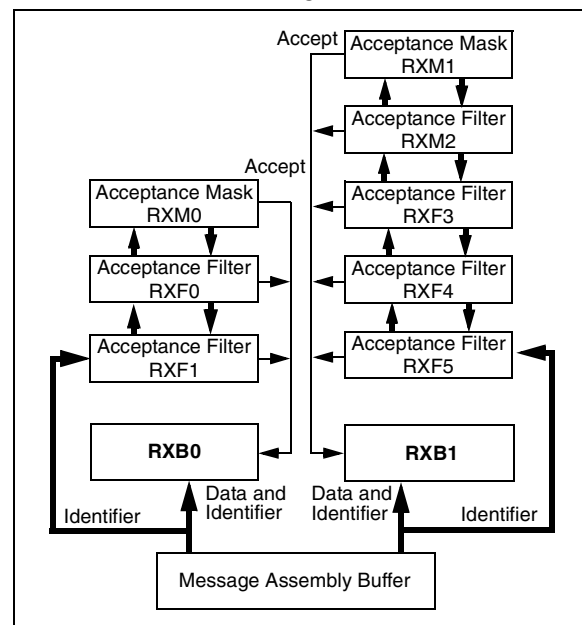 Accept
Acceptance Mask
RXM1
Acceptance Filter
RXM2
Accept
Acceptance Mask
RXM0
Acceptance Filter
RXF3
Acceptance Filter
RXF0
Acceptance Filter
RXF4
Acceptance Filter
RXF1
Acceptance Filter
RXF5
RXB0
RXB1
Identifier
Data and
Identifier
Data and
Identifier
Identifier
Message Assembly Buffer